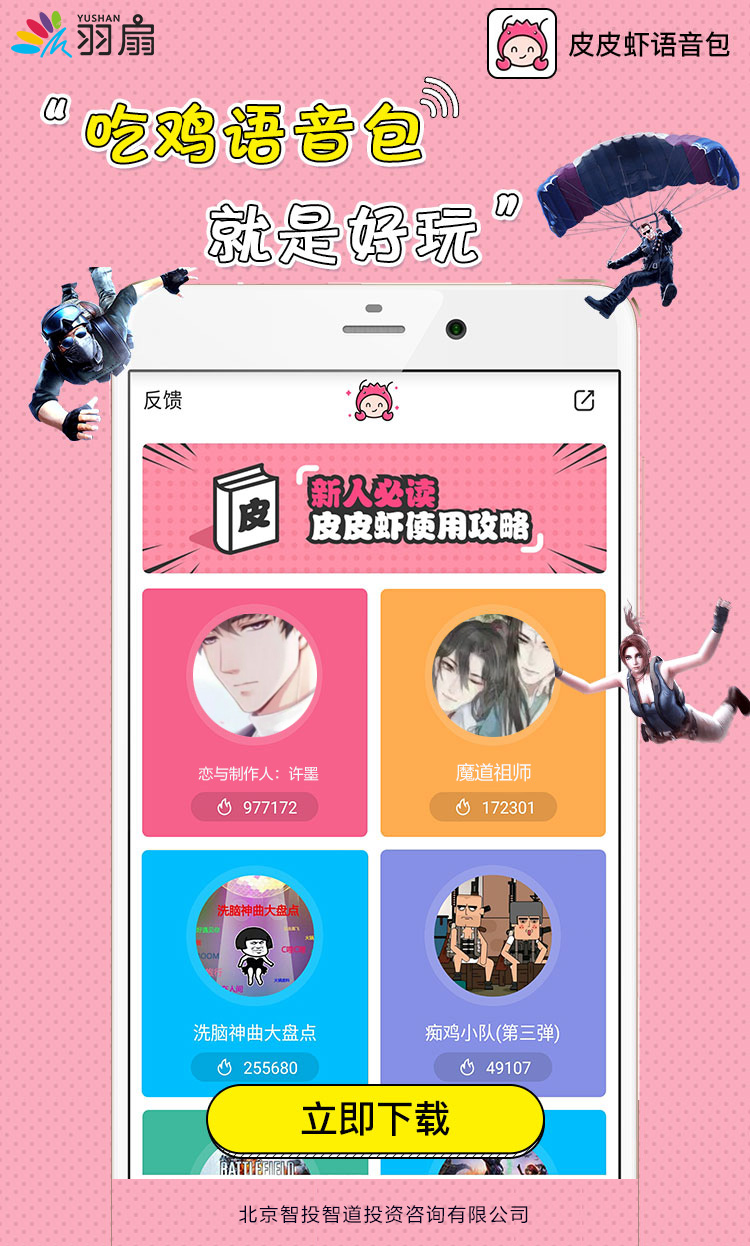 YUSHAN
羽扇
皮皮虾语音包
“吃鸡语音包
就是好玩”
反馈
皮
新人必读
皮皮虾使用攻略
恋与制作人：许墨
977172
魔道祖师
172301
洗脑神曲大盘点
洗脑神曲大盘点
255680
痴鸡小队(第三弹)
49107
立即下载
BATTLEFIELD
北京智投智道投资咨询有限公司